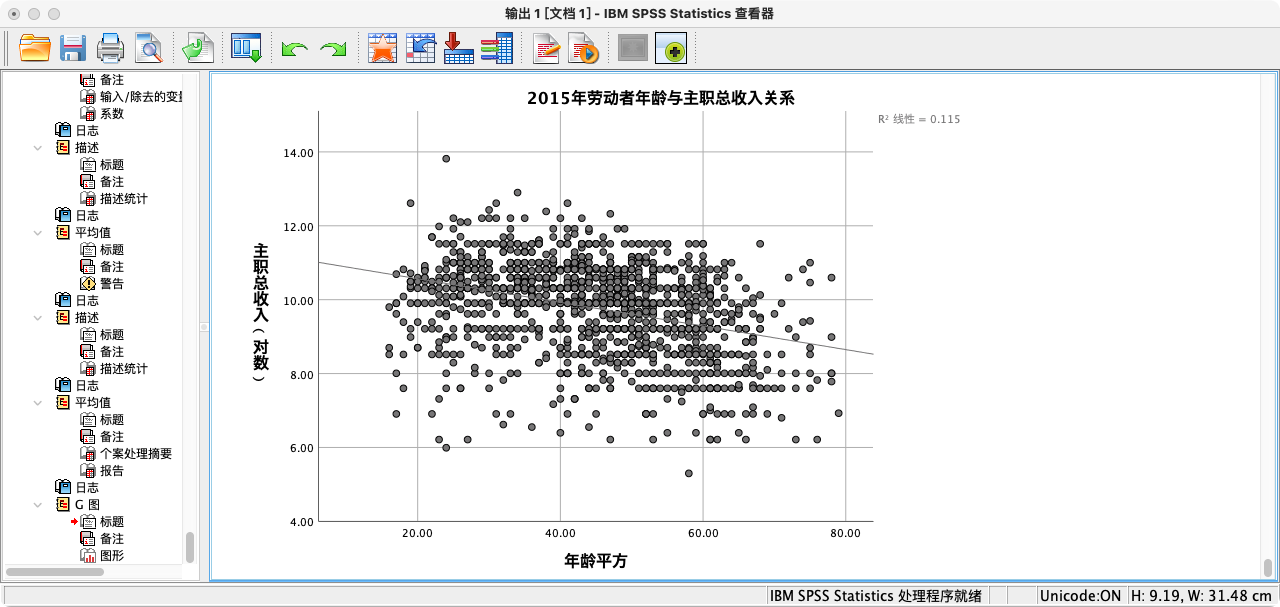 输出 1 [文档 1] - IBM SPSS Statistics 查看器
备注
输入/除去的变量
系数
日志
描述
标题
备注
描述统计
日志
平均值
标题
备注
警告
日志
描述
标题
备注
描述统计
日志
平均值
标题
备注
个案处理摘要
报告
日志
G 图
标题
备注
图形
2015年劳动者年龄与主职总收入关系
R² 线性 = 0.115
主职总收入(对数)
14.00
12.00
10.00
8.00
6.00
4.00
20.00 40.00 60.00 80.00
年龄平方
IBM SPSS Statistics 处理程序就绪 Unicode:ON H: 9.19, W: 31.48 cm